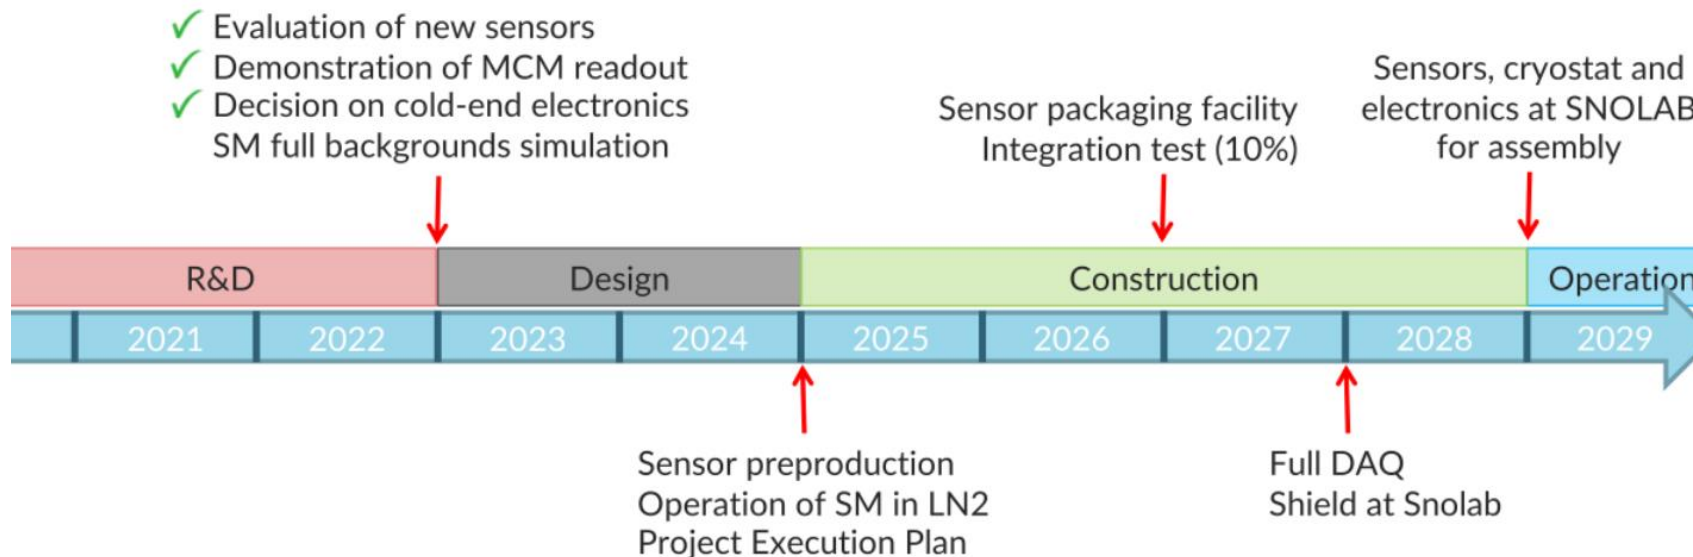 ✓ Evaluation of new sensors
✓ Demonstration of MCM readout
✓ Decision on cold-end electronics
SM full backgrounds simulation
Sensor packaging facility
Integration test (10%)
Sensors, cryostat and
electronics at SNOLAB
for assembly
R&D
Design
Construction
Operation
2021
2022
2023
2024
2025
2026
2027
2028
2029
Sensor preproduction
Operation of SM in LN2
Project Execution Plan
Full DAQ
Shield at Snolab